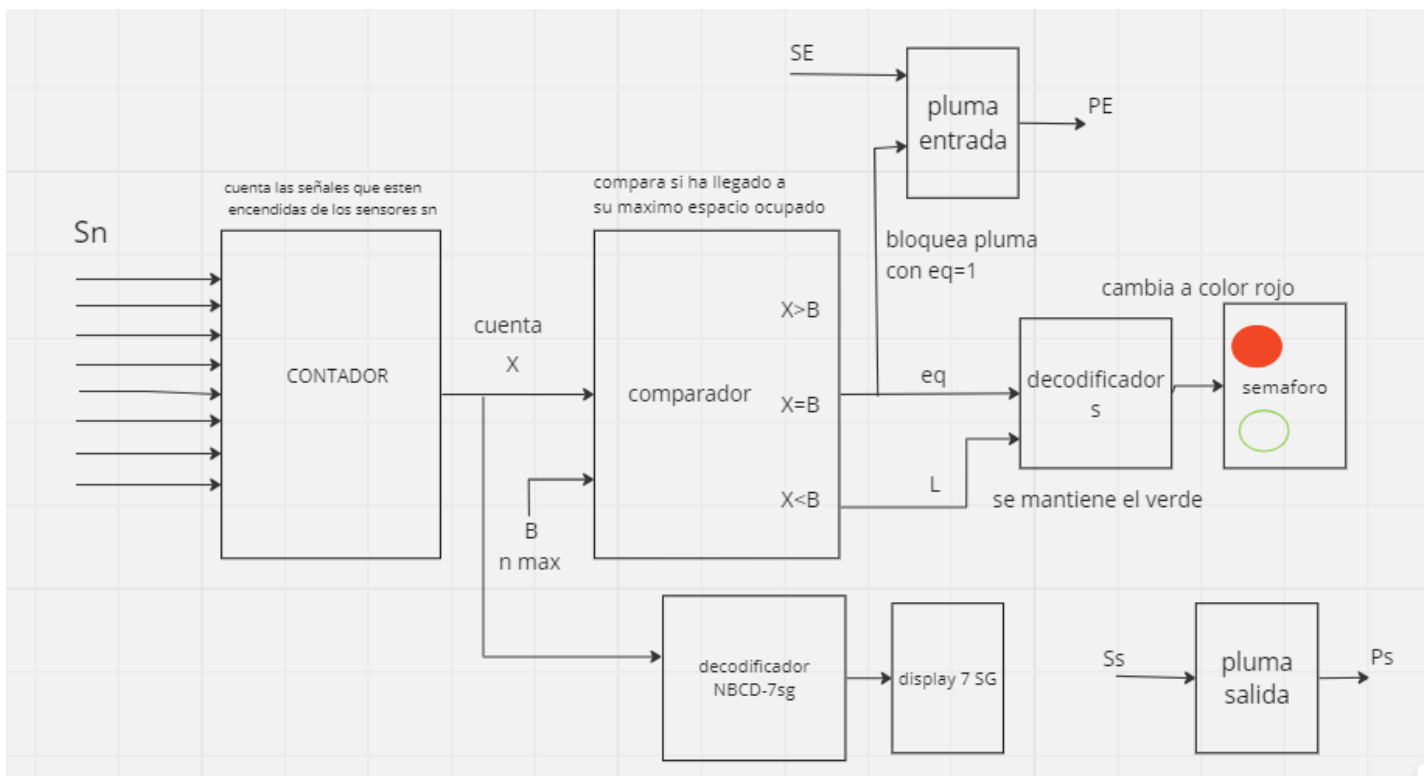 SE
pluma
entrada
PE
cuenta las señales que esten
encendidas de los sensores sn
compara si ha llegado a
su maximo espacio ocupado
Sn
bloquea pluma
con eq=1
cambia a color rojo
CONTADOR
cuenta
X
comparador
X>B
X=B
X<B
eq
L
decodificador
s
semaforo
se mantiene el verde
B
n max
decodificador
NBCD-7sg
display 7 SG
Ss
pluma
salida
Ps